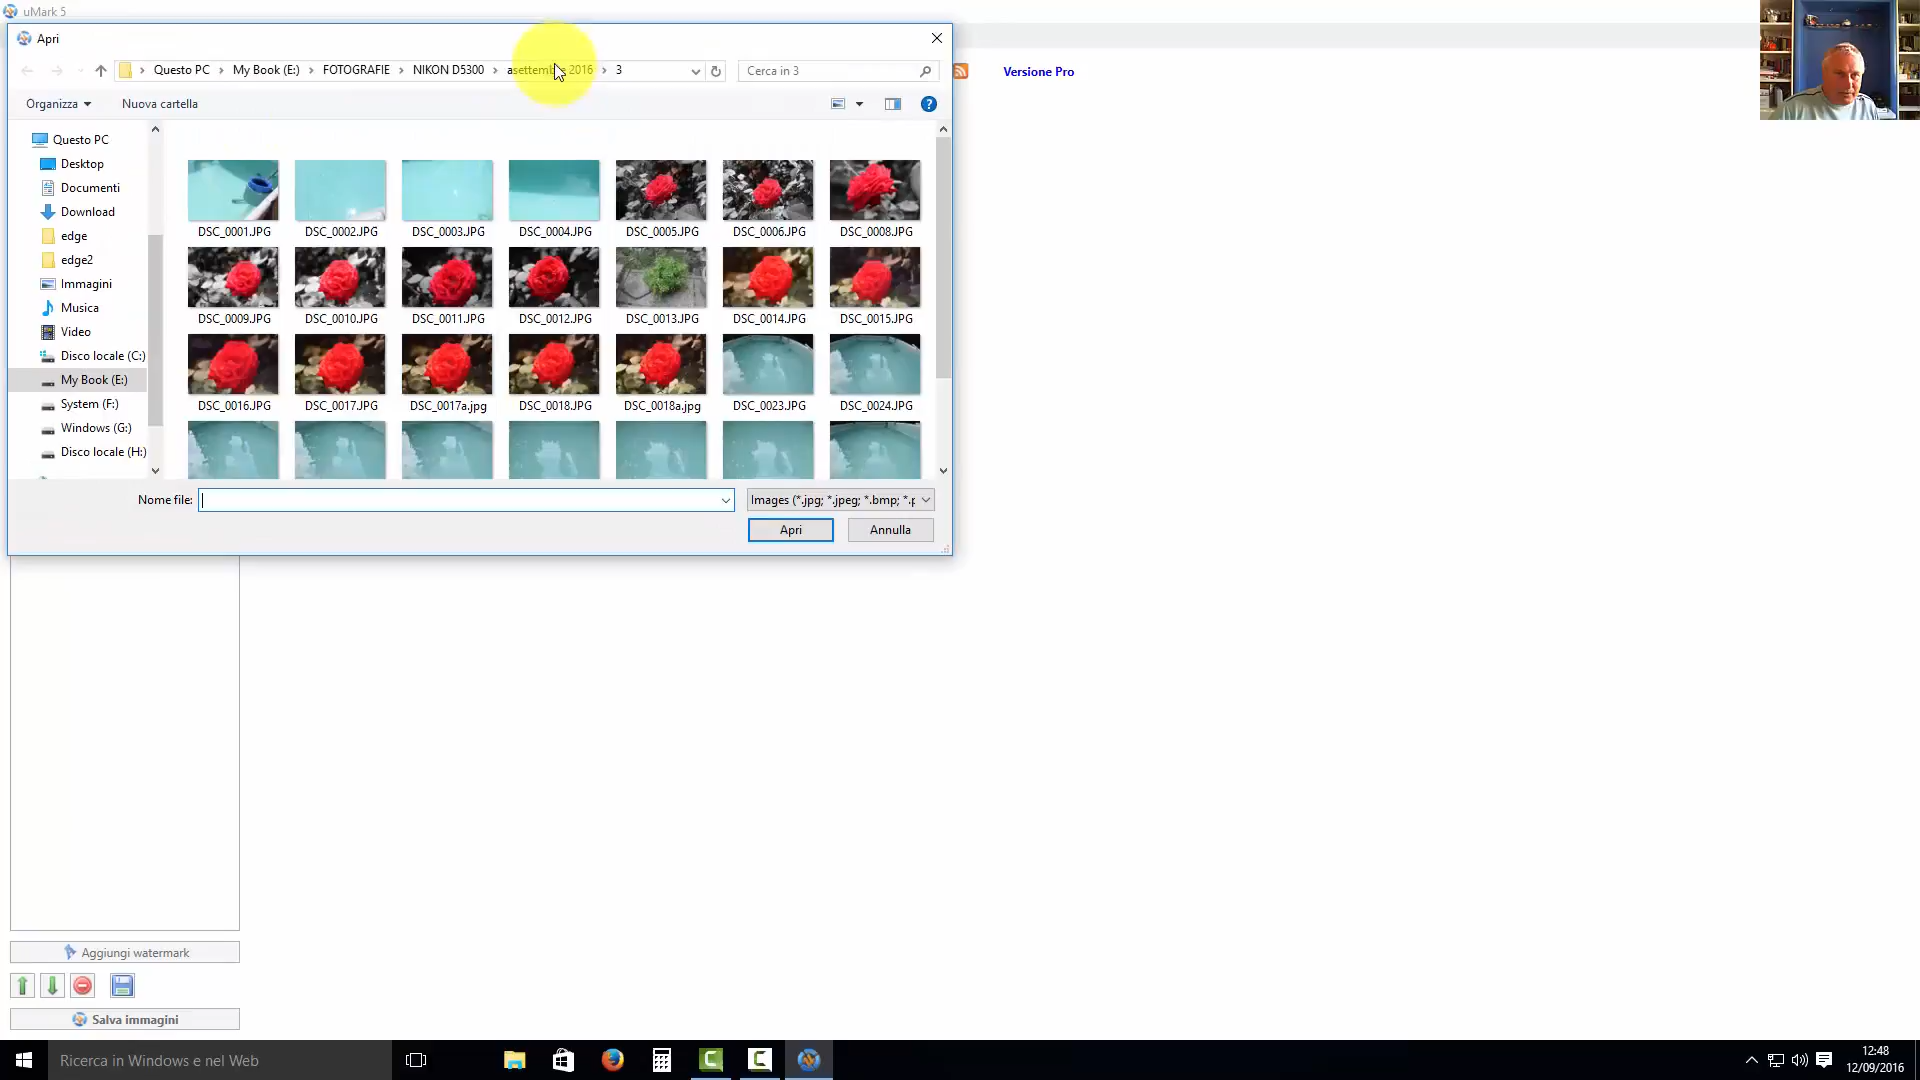 uMark 5
Apri
Questo PC > My Book (E:) > FOTOGRAFIE > NIKON D5300 > asettembre 2016 > 3
Cerca in 3
Versione Pro
Organizza
Nuova cartella
Questo PC
Desktop
Documenti
Download
edge
edge2
Immagini
Musica
Video
Disco locale (C:)
My Book (E:)
System (F:)
Windows (G:)
Disco locale (H:)
DSC_0001.JPG DSC_0002.JPG DSC_0003.JPG DSC_0004.JPG DSC_0005.JPG DSC_0006.JPG DSC_0008.JPG
DSC_0009.JPG DSC_0010.JPG DSC_0011.JPG DSC_0012.JPG DSC_0013.JPG DSC_0014.JPG DSC_0015.JPG
DSC_0016.JPG DSC_0017.JPG DSC_0017a.jpg DSC_0018.JPG DSC_0018a.jpg DSC_0023.JPG DSC_0024.JPG
Nome file:
Images (*.jpg; *.jpeg; *.bmp; *.p
Apri
Annulla
Aggiungi watermark
Salva immagini
Ricerca in Windows e nel Web
12:48
12/09/2016